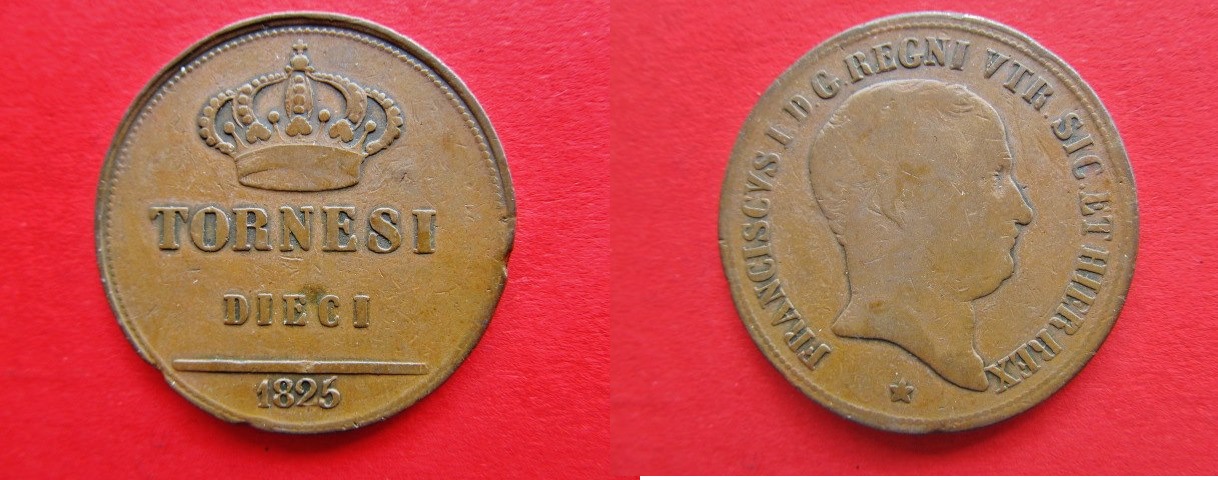 TORNESI
DIECI
1825
FRANCISCVS I. D. G. REGNI VTR. SIC. ET HIER. REX